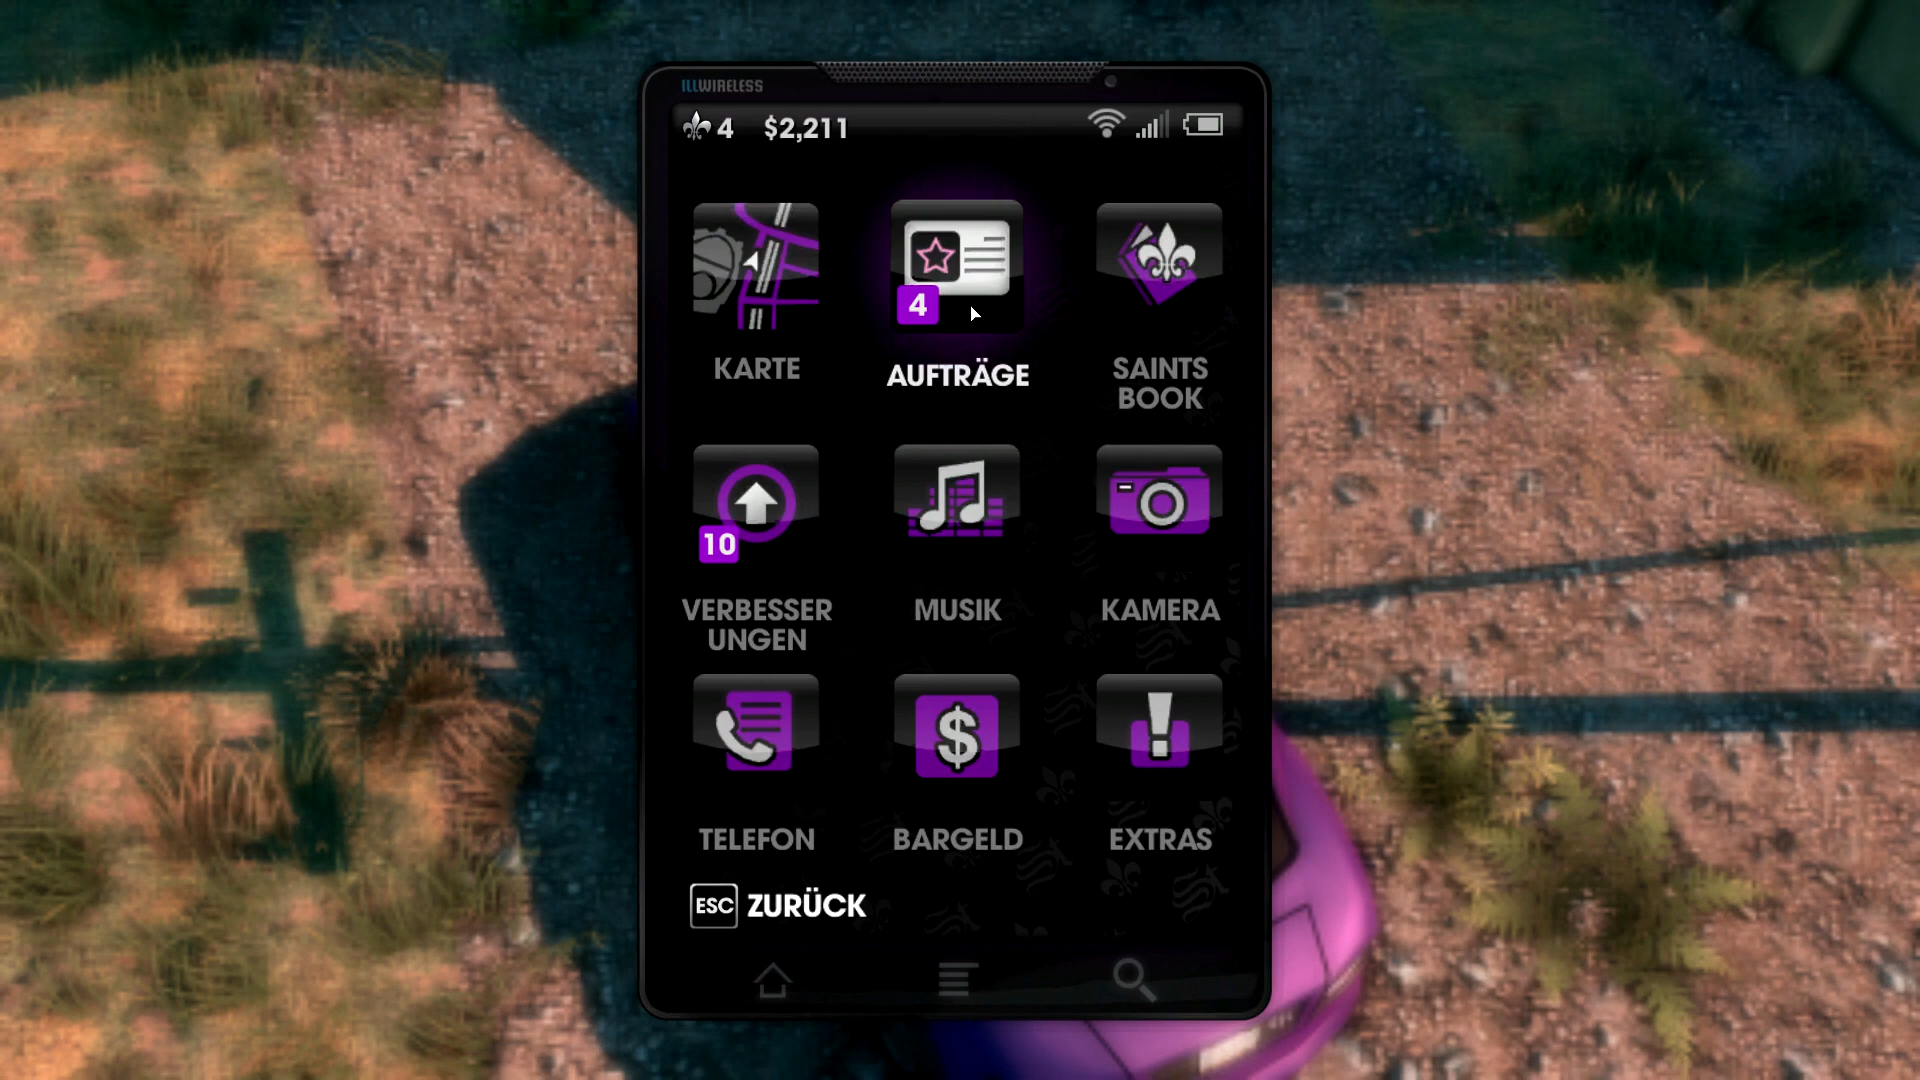 ILLWIRELESS
4 $2,211
4
KARTE
AUFTRÄGE
SAINTS
BOOK
10
VERBESSER
UNGEN
MUSIK
KAMERA
$
!
TELEFON
BARGELD
EXTRAS
ESC ZURÜCK